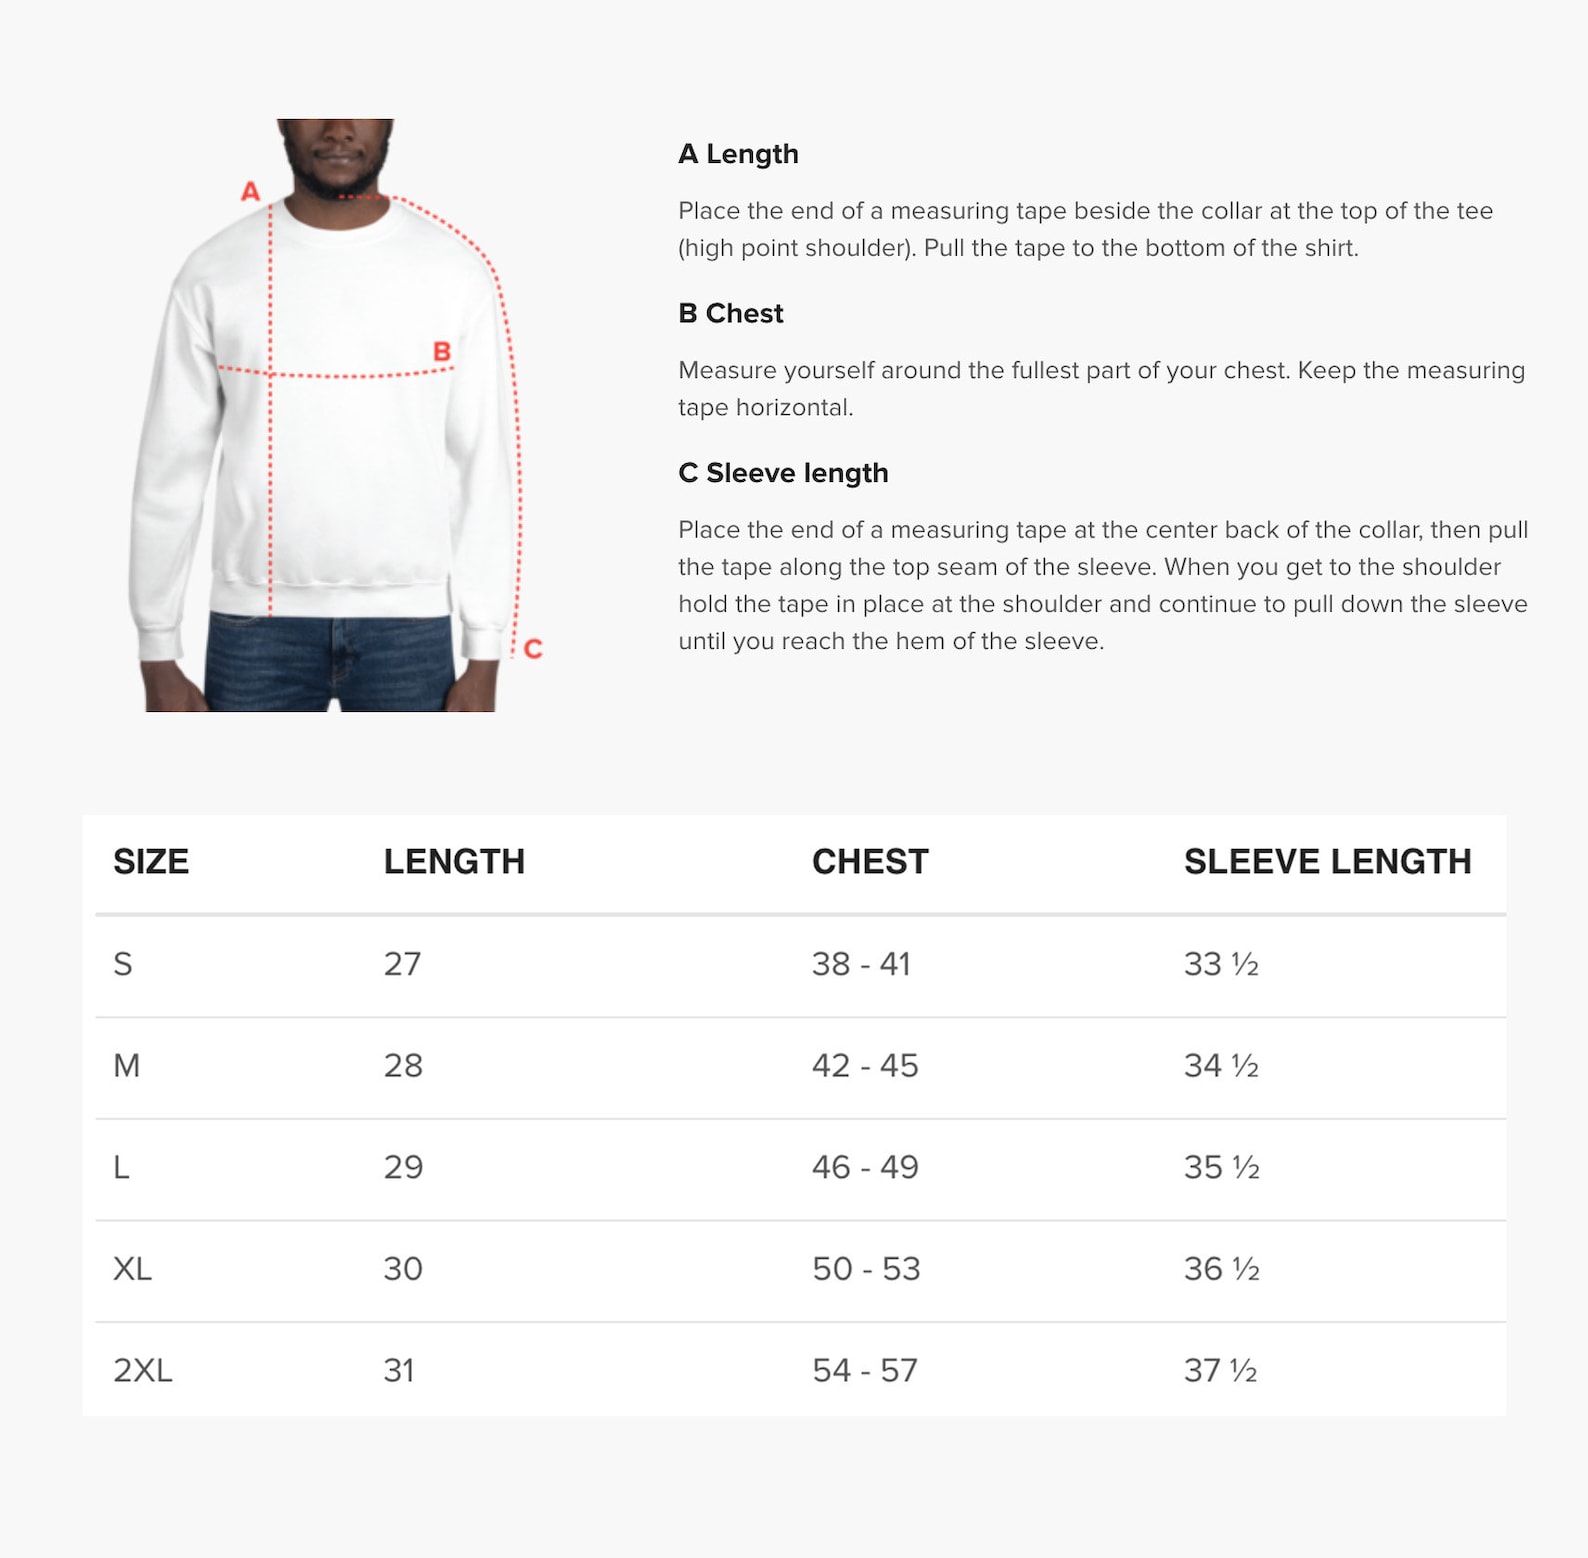 A
B
C
A Length
Place the end of a measuring tape beside the collar at the top of the tee
(high point shoulder). Pull the tape to the bottom of the shirt.
B Chest
Measure yourself around the fullest part of your chest. Keep the measuring
tape horizontal.
C Sleeve length
Place the end of a measuring tape at the center back of the collar, then pull
the tape along the top seam of the sleeve. When you get to the shoulder
hold the tape in place at the shoulder and continue to pull down the sleeve
until you reach the hem of the sleeve.
SIZE LENGTH CHEST SLEEVE LENGTH
S 27 38 - 41 33 ½
M 28 42 - 45 34 ½
L 29 46 - 49 35 ½
XL 30 50 - 53 36 ½
2XL 31 54 - 57 37 ½